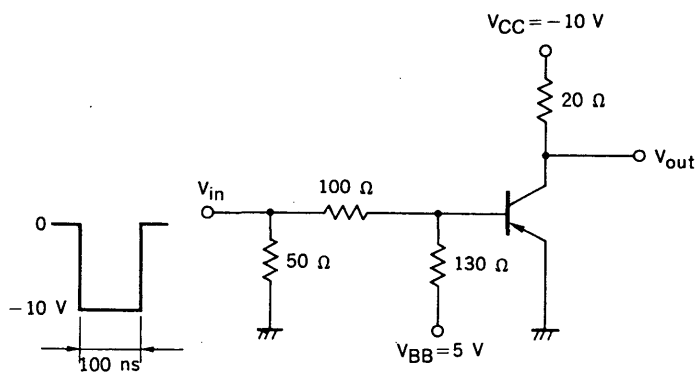 V_CC = −10 V
20 Ω
V_out
V_in
100 Ω
0
50 Ω
130 Ω
−10 V
V_BB = 5 V
100 ns